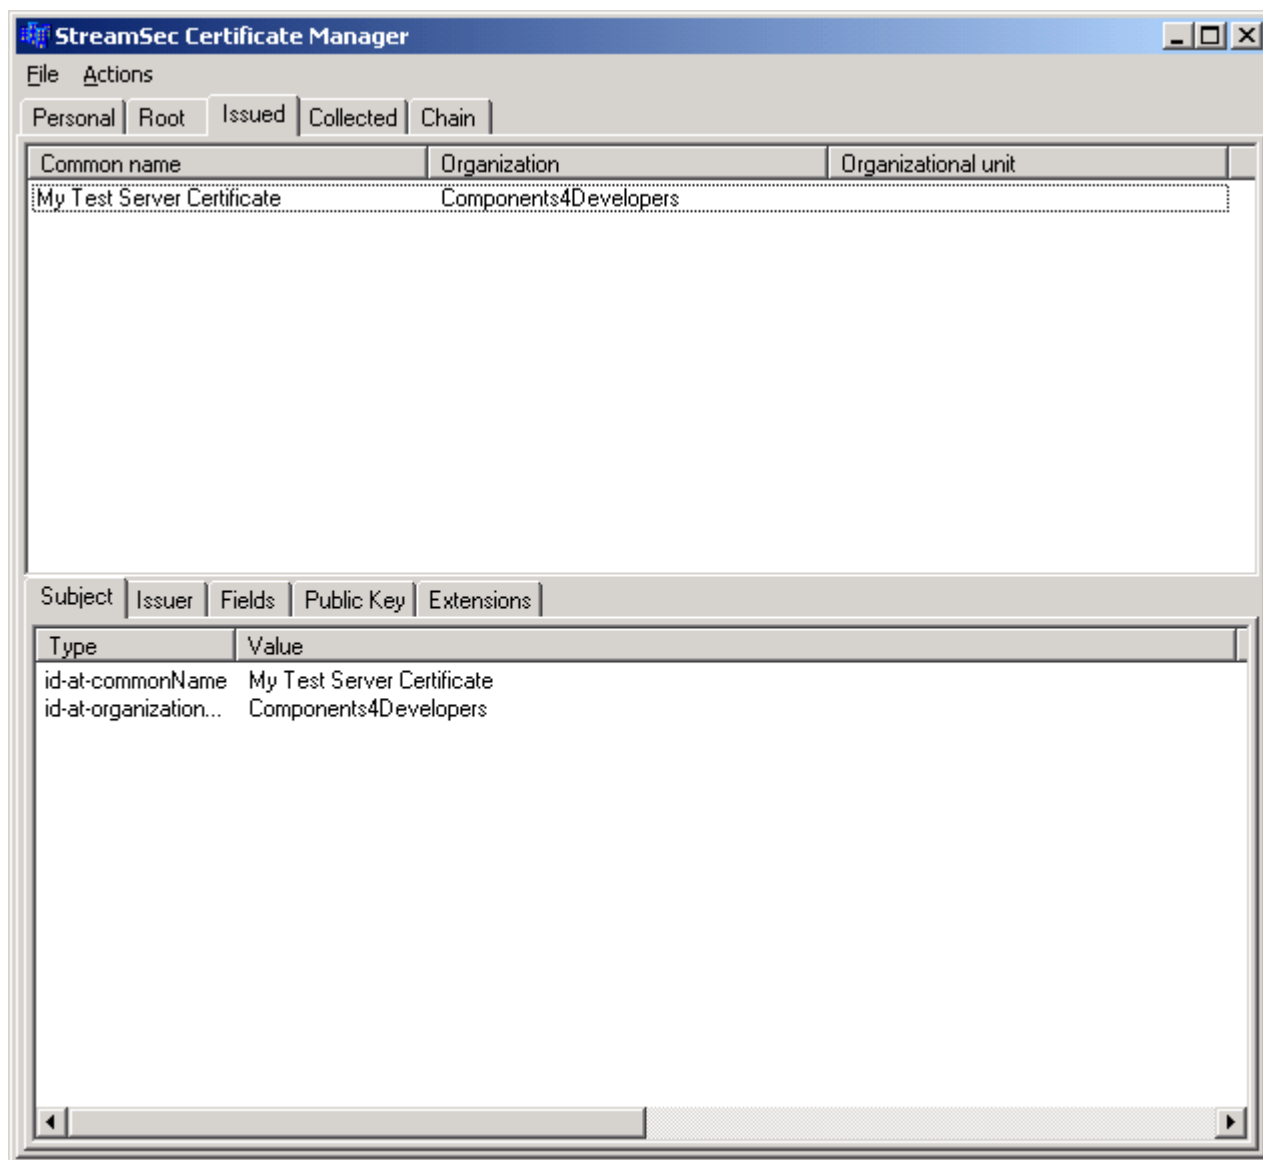 StreamSec Certificate Manager
File Actions
Personal Root Issued Collected Chain
Common name Organization Organizational unit
My Test Server Certificate Components4Developers
Subject Issuer Fields Public Key Extensions
Type Value
id-at-commonName My Test Server Certificate
id-at-organization... Components4Developers